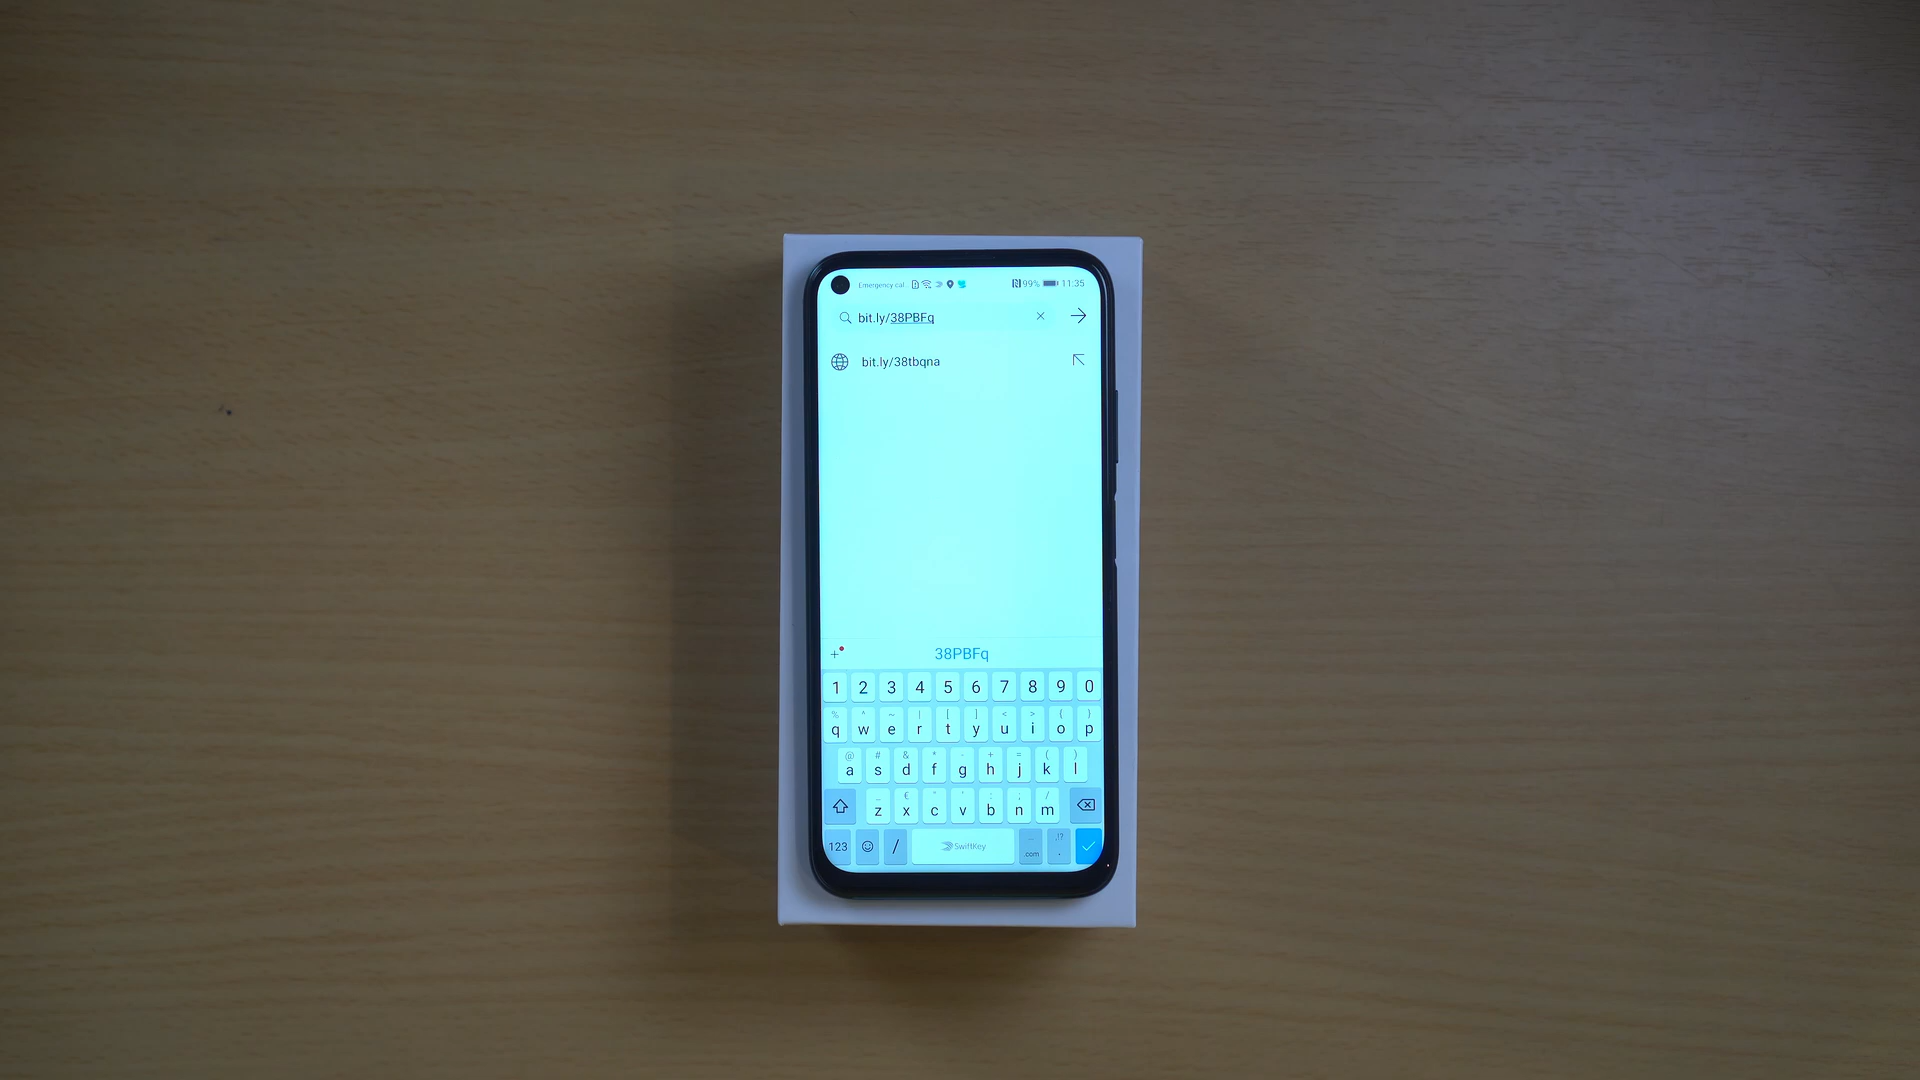 Emergency cal 99% 11:35
bit.ly/38PBFq
bit.ly/38tbqna
38PBFq
1 2 3 4 5 6 7 8 9 0
% ^ ~ | [ ] < > { }
q w e r t y u i o p
@ # & * - + = ( )
a s d f g h j k l
_ € " ' : ; /
z x c v b n m
,!?
123 / SwiftKey .com .